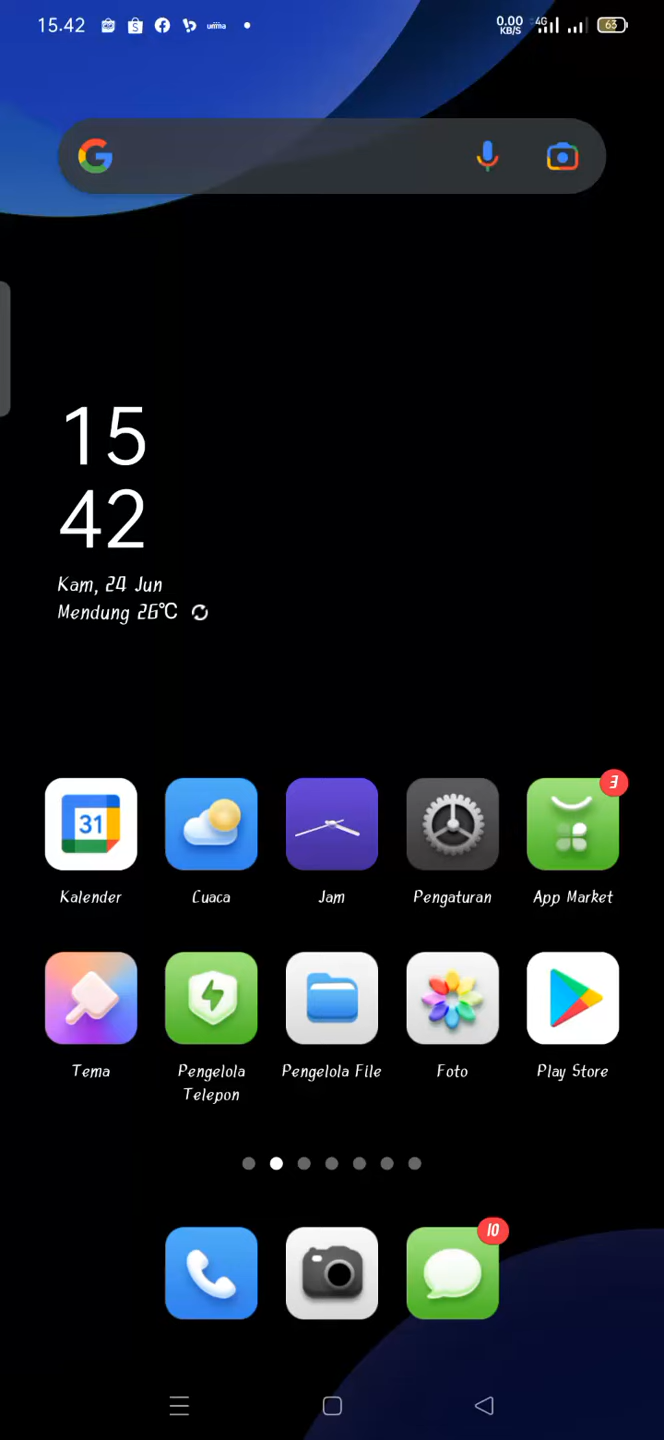 15.42
0.00
KB/S
4G
63
15
42
Kam, 24 Jun
Mendung 26°C
31
3
Kalender
Cuaca
Jam
Pengaturan
App Market
Tema
Pengelola
Telepon
Pengelola File
Foto
Play Store
10